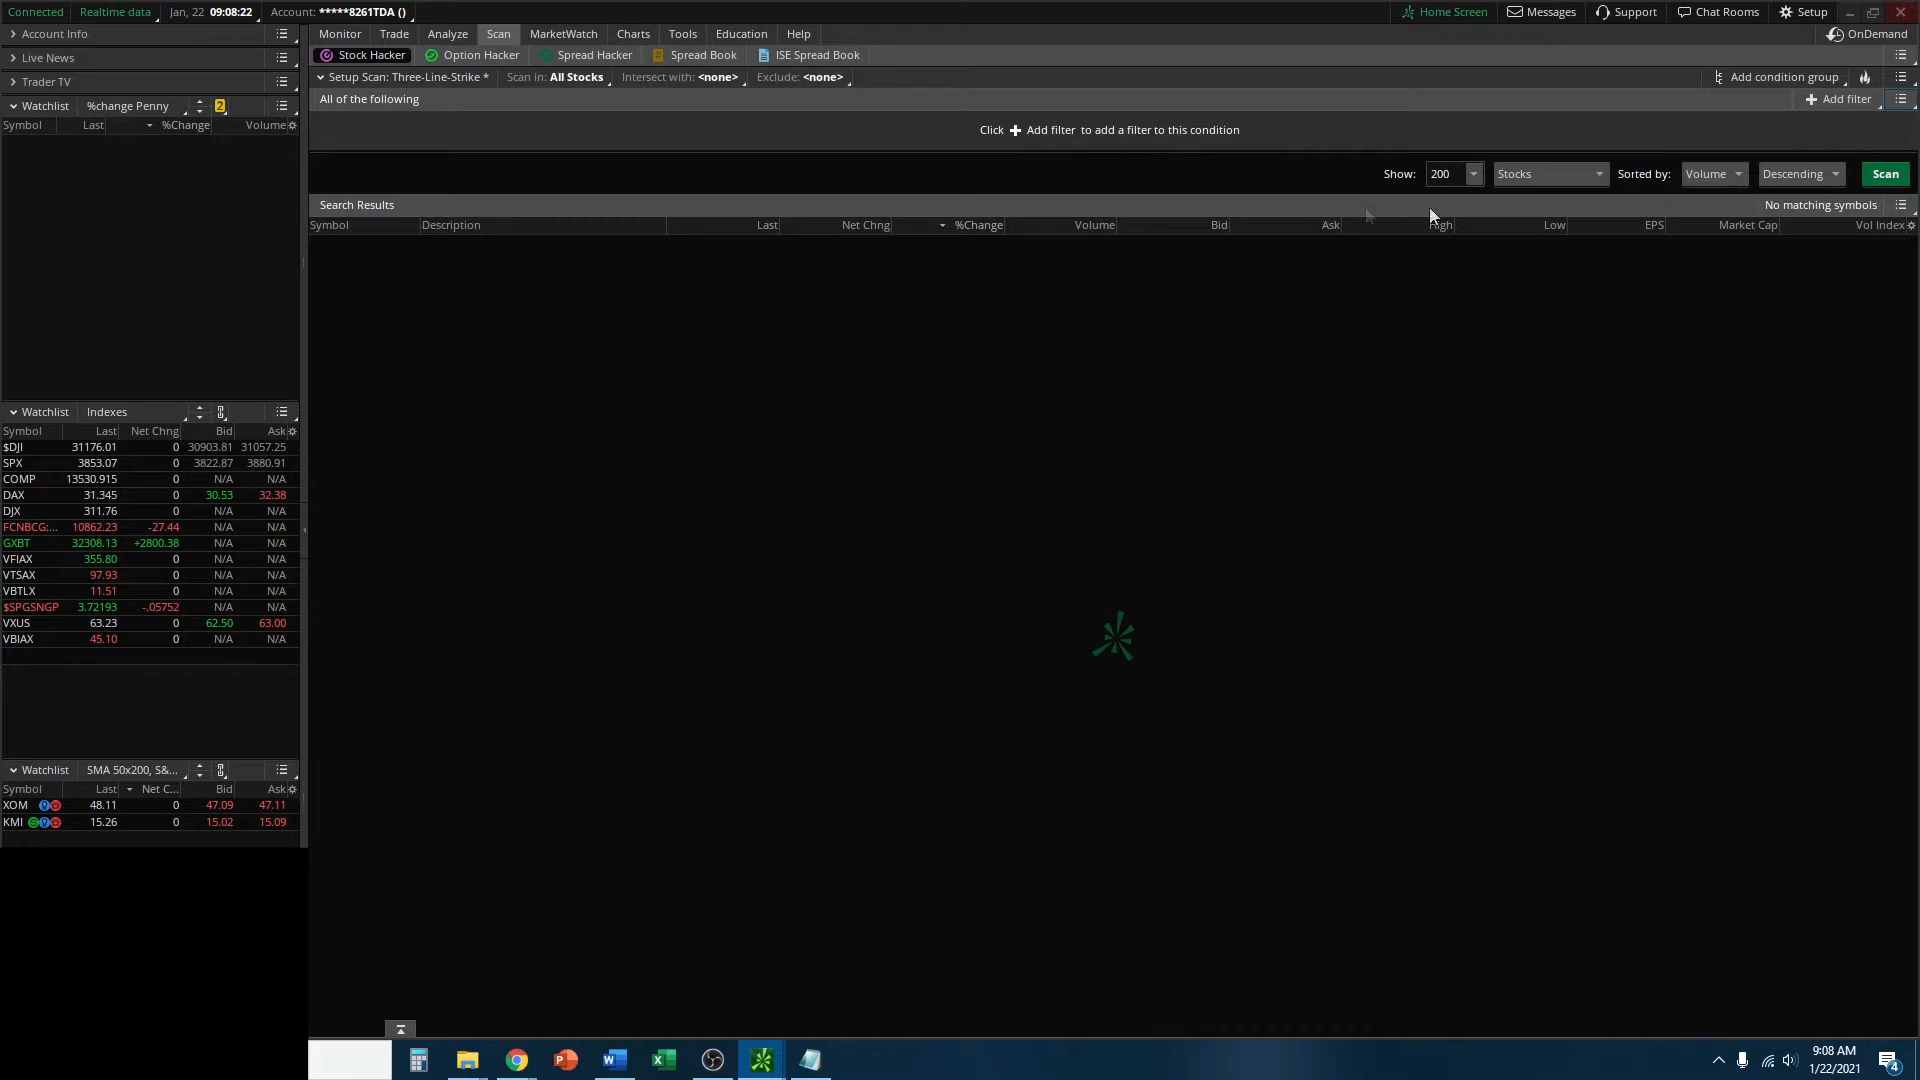 Connected Realtime data Jan, 22 09:08:22 Account: *****8261TDA () Home Screen Messages Support Chat Rooms Setup
Account Info
Live News
Trader TV
Watchlist %change Penny 2
Symbol Last %Change Volume
Watchlist Indexes
Symbol Last Net Chng Bid Ask
$DJI 31176.01 0 30903.81 31057.25
SPX 3853.07 0 3822.87 3880.91
COMP 13530.915 0 N/A N/A
DAX 31.345 0 30.53 32.38
DJX 311.76 0 N/A N/A
FCNBCG:... 10862.23 -27.44 N/A N/A
GXBT 32308.13 +2800.38 N/A N/A
VFIAX 355.80 0 N/A N/A
VTSAX 97.93 0 N/A N/A
VBTLX 11.51 0 N/A N/A
$SPGSNGP 3.72193 -.05752 N/A N/A
VXUS 63.23 0 62.50 63.00
VBIAX 45.10 0 N/A N/A
Watchlist SMA 50x200, S&...
Symbol Last Net C... Bid Ask
XOM 48.11 0 47.09 47.11
KMI 15.26 0 15.02 15.09
Monitor Trade Analyze Scan MarketWatch Charts Tools Education Help OnDemand
Stock Hacker Option Hacker Spread Hacker Spread Book ISE Spread Book
Setup Scan: Three-Line-Strike * Scan in: All Stocks Intersect with: <none> Exclude: <none> Add condition group
All of the following Add filter
Click Add filter to add a filter to this condition
Show: 200 Stocks Sorted by: Volume Descending Scan
Search Results No matching symbols
Symbol Description Last Net Chng %Change Volume Bid Ask High Low EPS Market Cap Vol Index
9:08 AM
1/22/2021
4